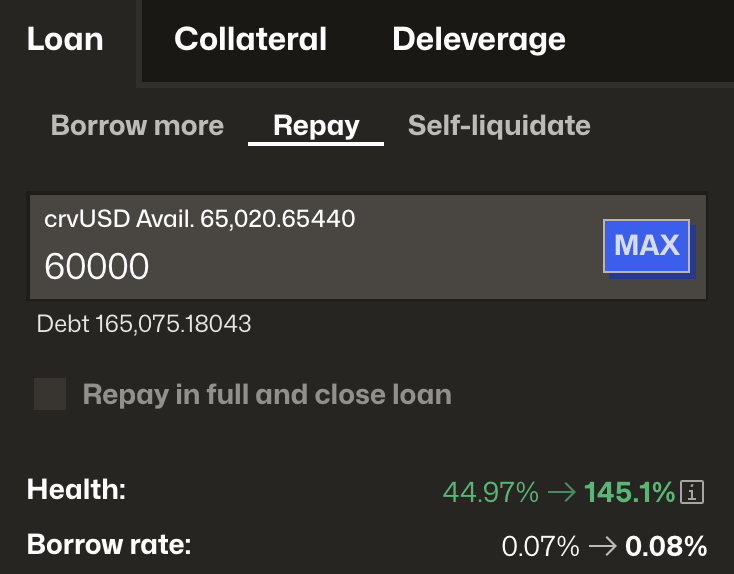 Loan Collateral Deleverage
Borrow more Repay Self-liquidate
crvUSD Avail. 65,020.65440
60000
MAX
Debt 165,075.18043
Repay in full and close loan
Health: 44.97% → 145.1% i
Borrow rate: 0.07% → 0.08%